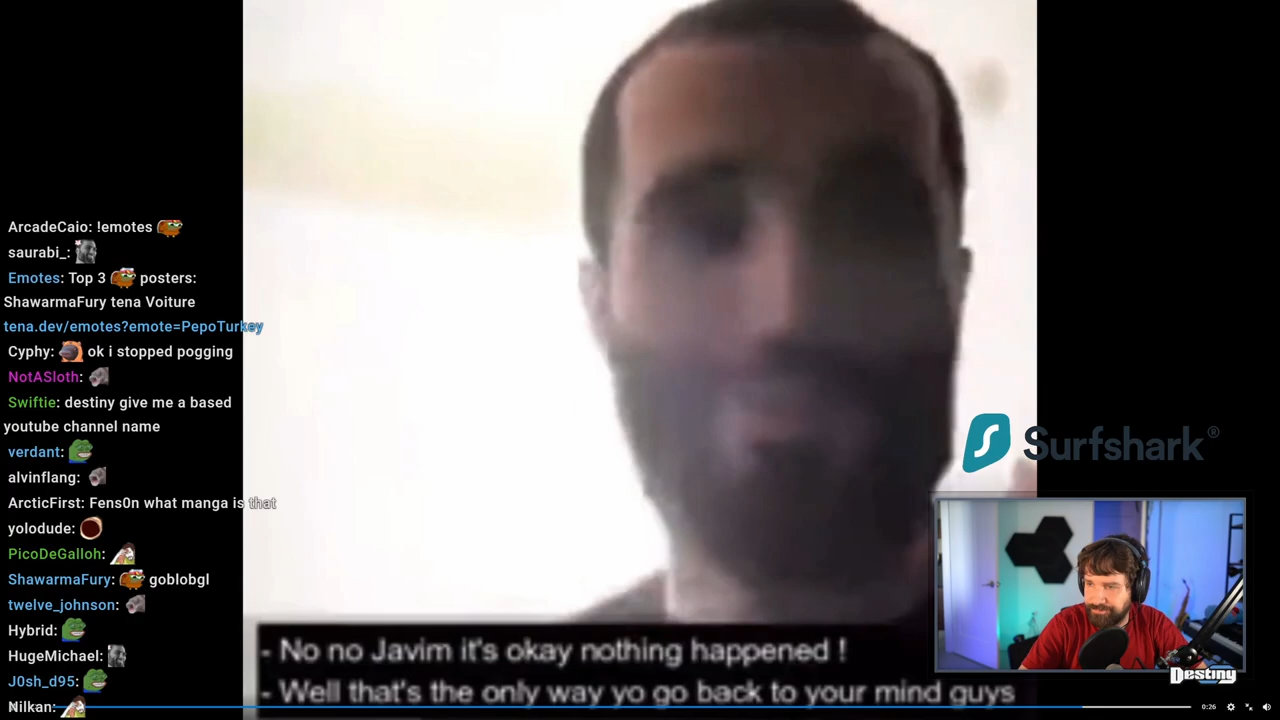 ArcadeCaio: !emotes
saurabi_:
Emotes: Top 3 posters:
ShawarmaFury tena Voiture
tena.dev/emotes?emote=PepoTurkey
Cyphy: ok i stopped pogging
NotASloth:
Swiftie: destiny give me a based
youtube channel name
verdant:
alvinflang:
ArcticFirst: Fens0n what manga is that
yolodude:
PicoDeGalloh:
ShawarmaFury: goblobgl
twelve_johnson:
Hybrid:
HugeMichael:
J0sh_d95:
Nilkan:
- No no Javim it's okay nothing happened !
- Well that's the only way yo go back to your mind guys
Surfshark®
Destiny
0:26